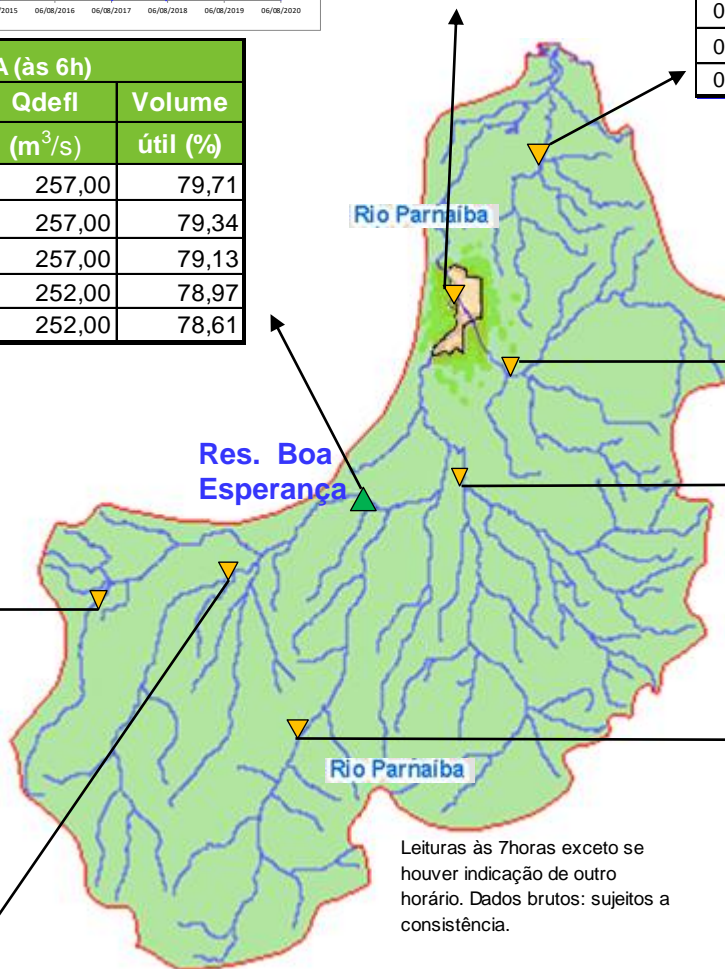 /2015 06/08/2016 06/08/2017 06/08/2018 06/08/2019 06/08/2020
A (às 6h)
Qdefl Volume
(m³/s) útil (%)
257,00 79,71
257,00 79,34
257,00 79,13
252,00 78,97
252,00 78,61
0
0
0
Rio Parnaíba
Res. Boa
Esperança
Rio Parnaíba
Leituras às 7horas exceto se
houver indicação de outro
horário. Dados brutos: sujeitos a
consistência.